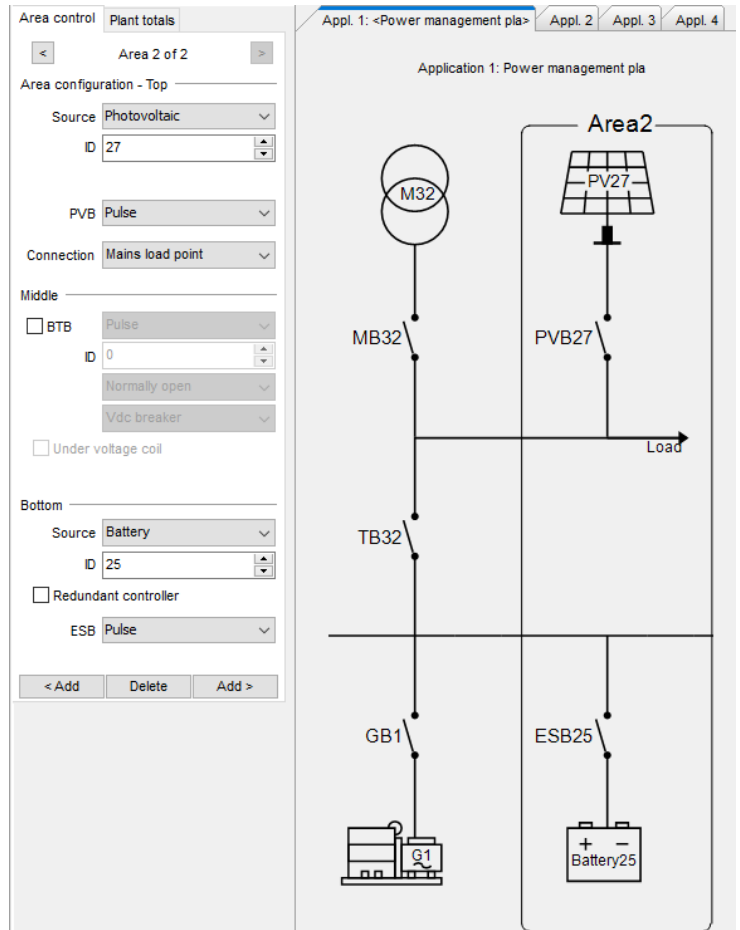 Area control
Plant totals
<
Area 2 of 2
>
Area configuration - Top
Source Photovoltaic
ID 27
PVB Pulse
Connection Mains load point
Middle
BTB Pulse
ID 0
Normally open
Vdc breaker
Under voltage coil
Bottom
Source Battery
ID 25
Redundant controller
ESB Pulse
< Add
Delete
Add >
Appl. 1: <Power management pla>
Appl. 2
Appl. 3
Appl. 4
Application 1: Power management pla
Area2
M32
PV27
MB32
PVB27
Load
TB32
GB1
ESB25
G1
+ −
Battery25